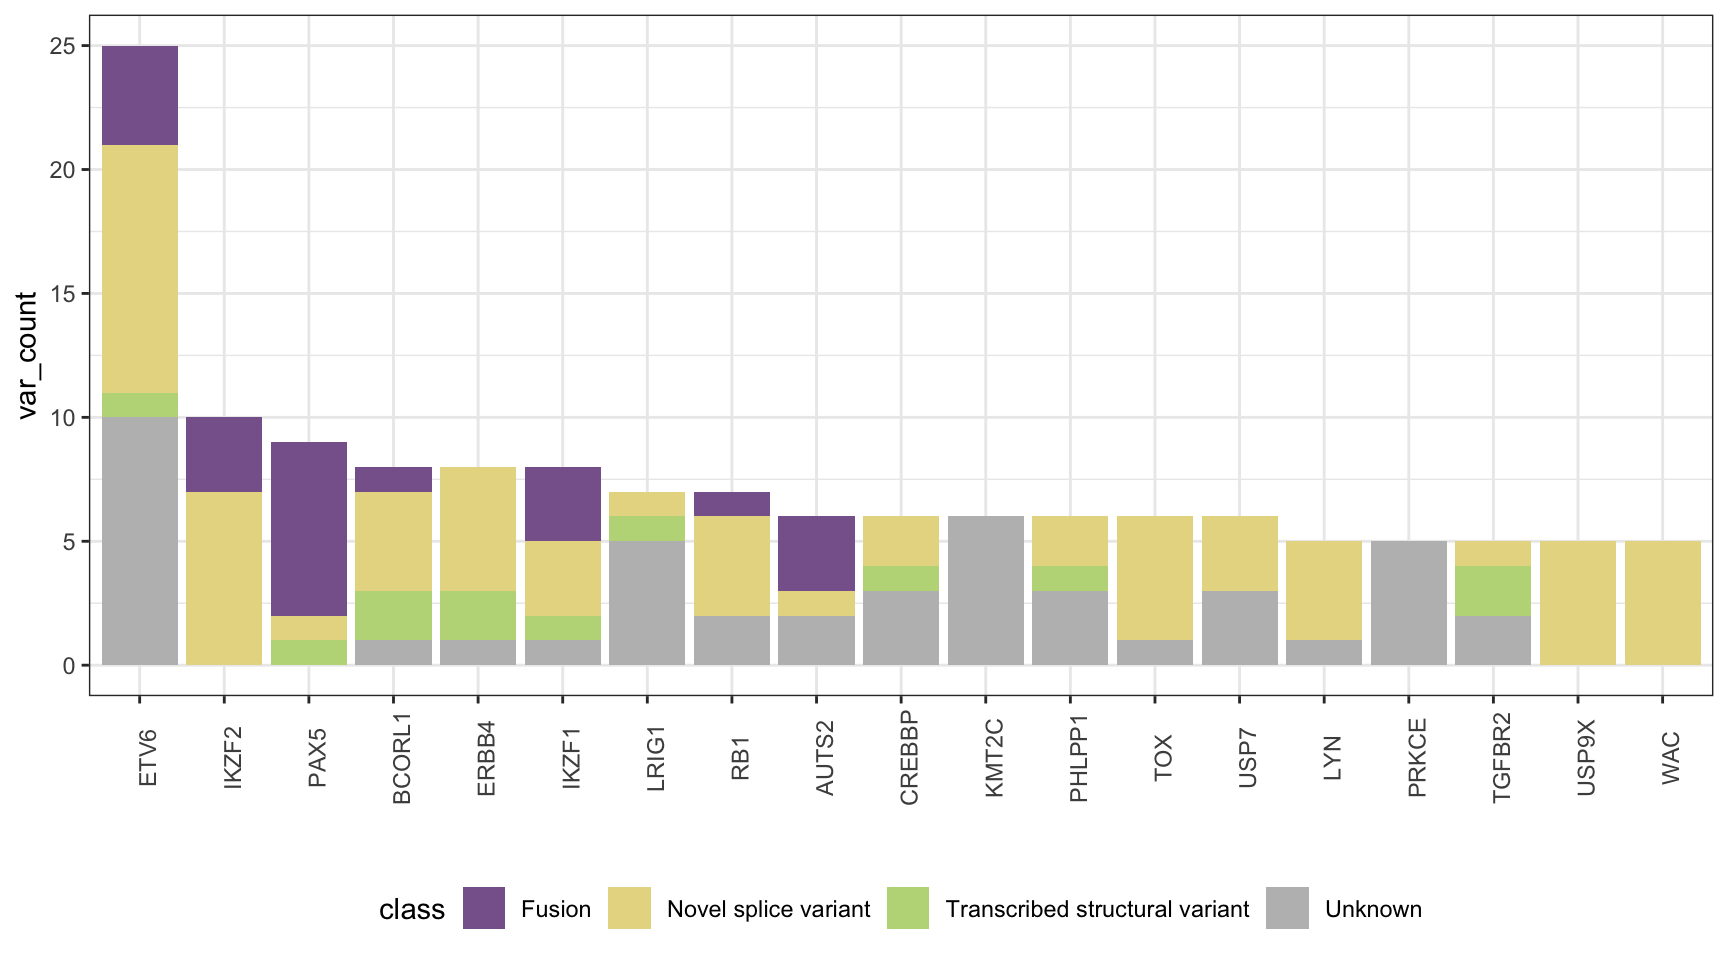 var_count
25
20
15
10
5
0
ETV6
IKZF2
PAX5
BCORL1
ERBB4
IKZF1
LRIG1
RB1
AUTS2
CREBBP
KMT2C
PHLPP1
TOX
USP7
LYN
PRKCE
TGFBR2
USP9X
WAC
class Fusion Novel splice variant Transcribed structural variant Unknown